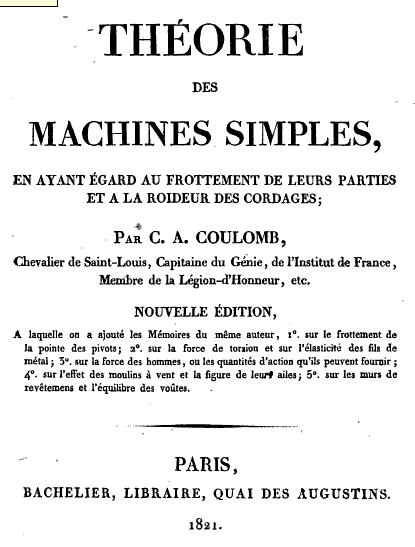 THÉORIE
DES
MACHINES SIMPLES,
EN AYANT ÉGARD AU FROTTEMENT DE LEURS PARTIES
ET A LA ROIDEUR DES CORDAGES;
PAR C. A. COULOMB,
Chevalier de Saint-Louis, Capitaine du Génie, de l'Institut de France,
Membre de la Légion-d'Honneur, etc.
NOUVELLE ÉDITION,
A laquelle on a ajouté les Mémoires du même auteur, 1°. sur le frottement de
la pointe des pivots; 2°. sur la force de torsion et sur l'élasticité des fils de
métal; 3°. sur la force des hommes, ou les quantités d'action qu'ils peuvent fournir;
4°. sur l'effet des moulins à vent et la figure de leurs ailes; 5°. sur les murs de
revêtemens et l'équilibre des voûtes.
PARIS,
BACHELIER, LIBRAIRE, QUAI DES AUGUSTINS.
1821.